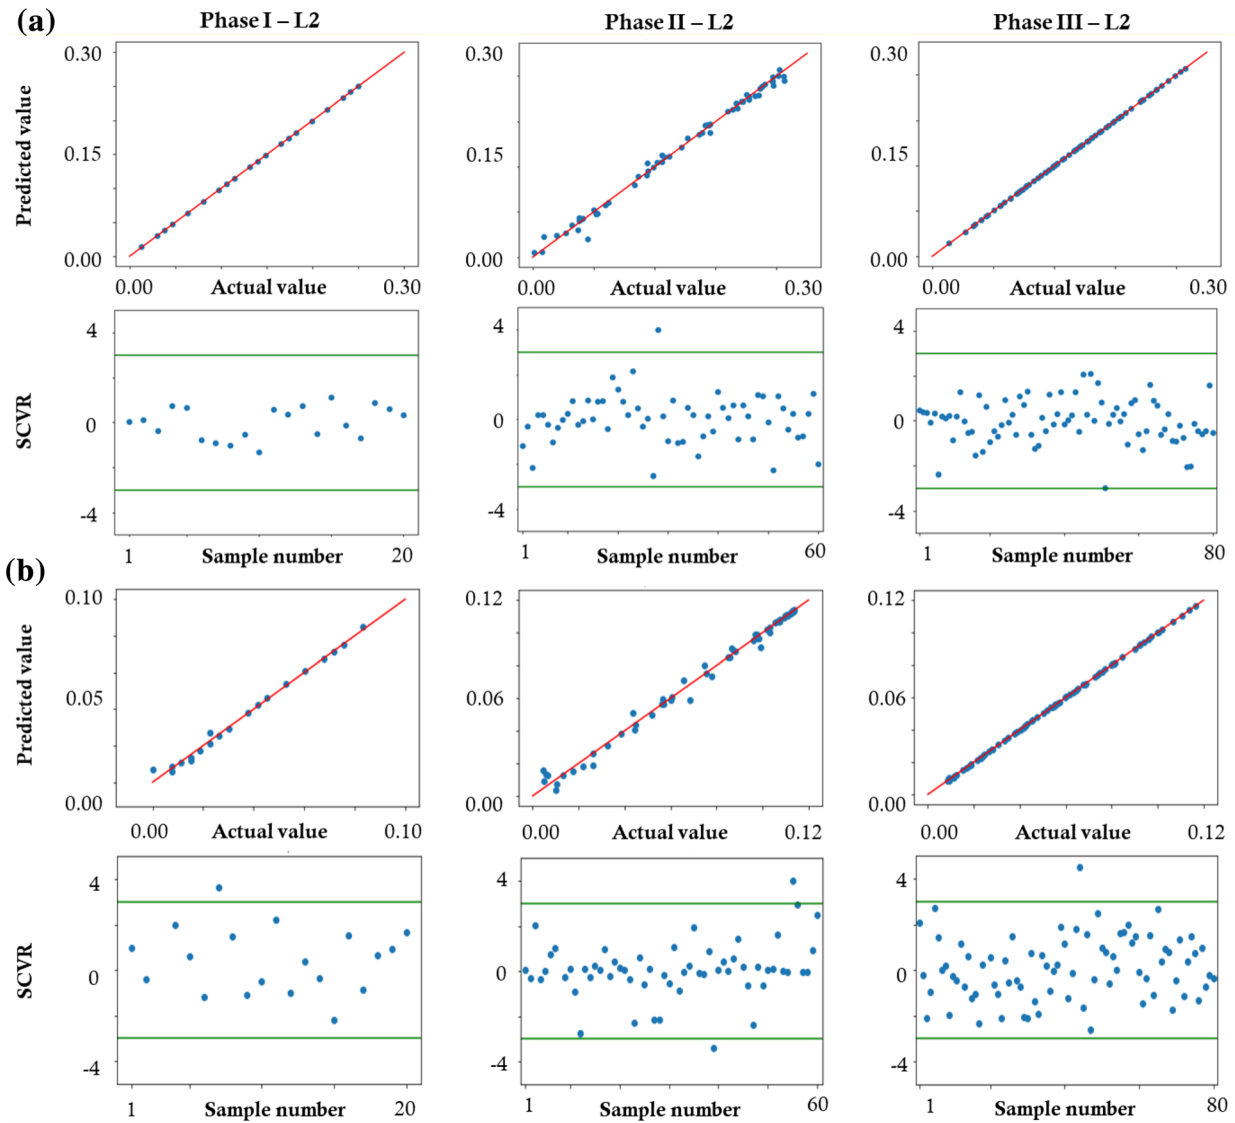 (a)
Phase I – L2
Phase II – L2
Phase III – L2
Predicted value
0.30
0.15
0.00
0.00
Actual value
0.30
0.30
0.15
0.00
0.00
Actual value
0.30
0.30
0.15
0.00
0.00
Actual value
0.30
SCVR
4
0
-4
1
Sample number
20
4
0
-4
1
Sample number
60
4
0
-4
1
Sample number
80
(b)
Predicted value
0.10
0.05
0.00
0.00
Actual value
0.10
0.12
0.06
0.00
0.00
Actual value
0.12
0.12
0.06
0.00
0.00
Actual value
0.12
SCVR
4
0
-4
1
Sample number
20
4
0
-4
1
Sample number
60
4
0
-4
1
Sample number
80